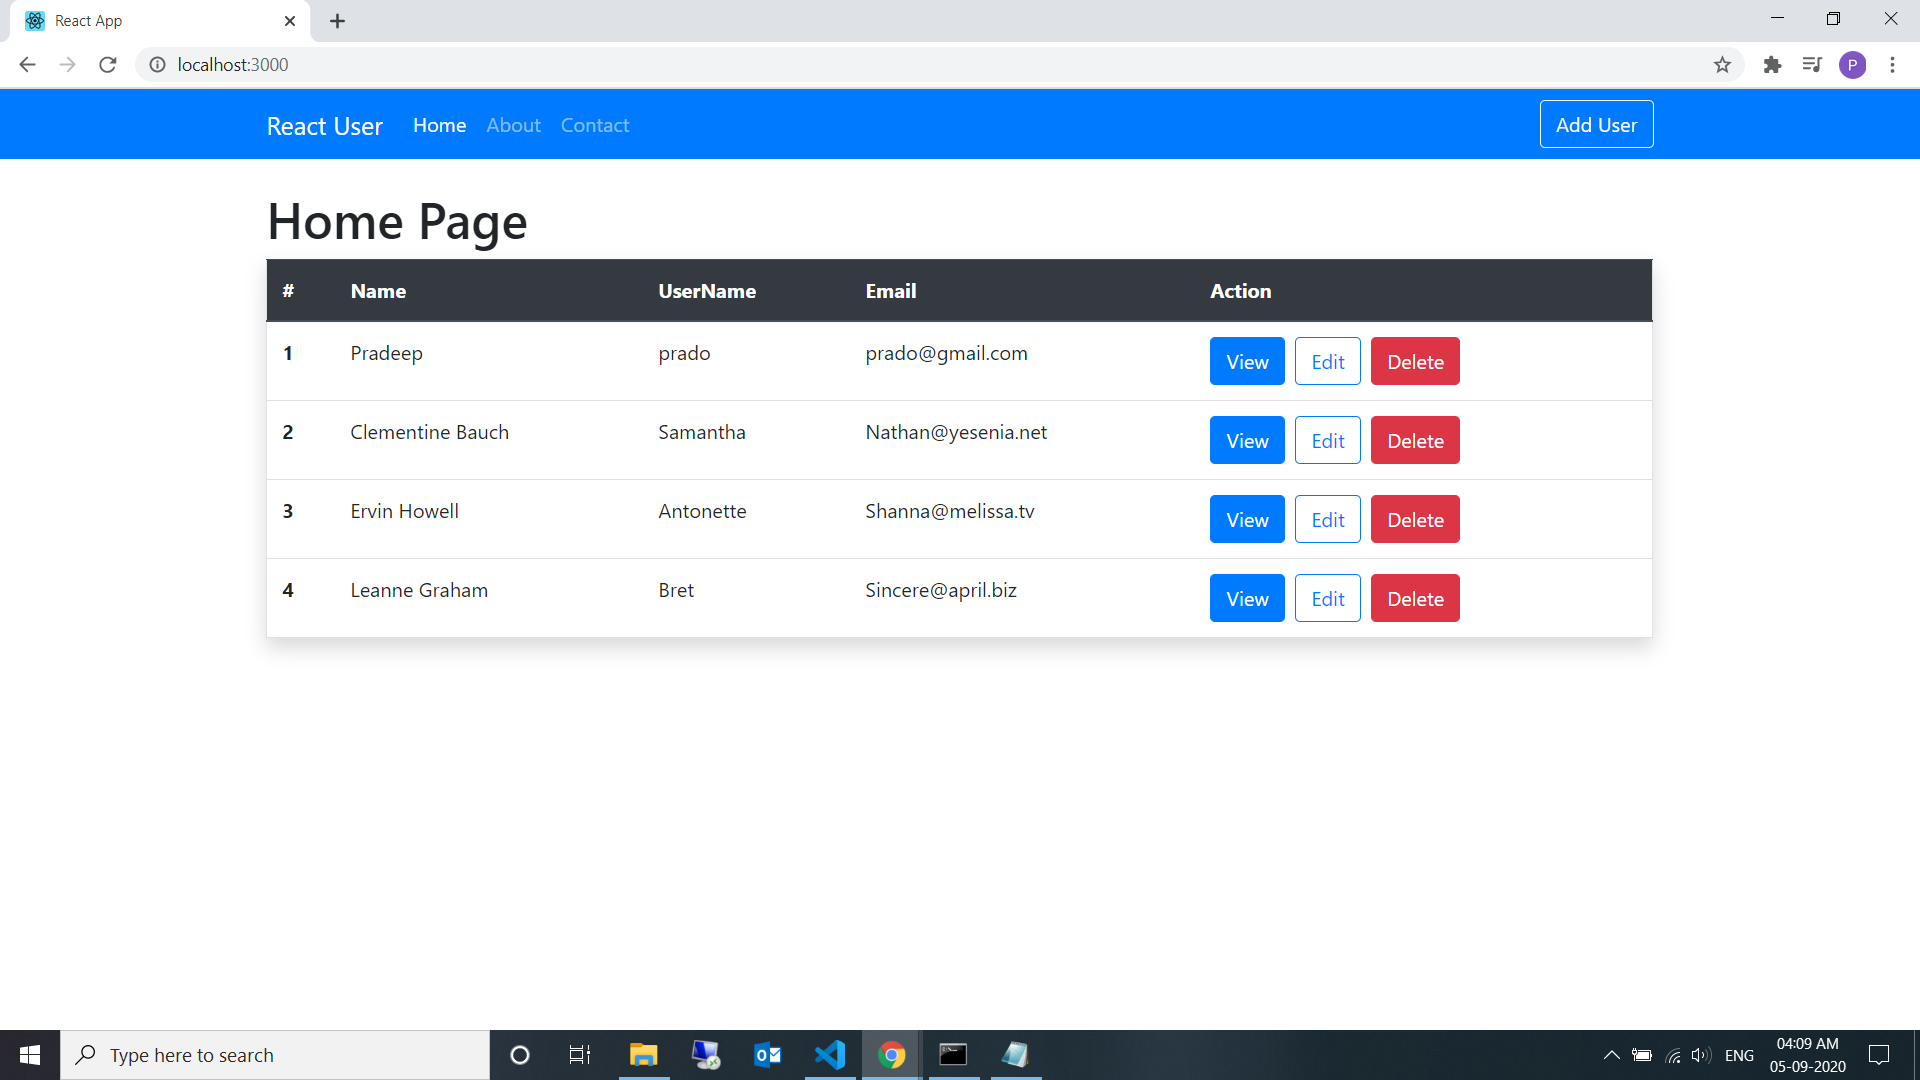 React App
localhost:3000
P
React User Home About Contact Add User
Home Page
# Name UserName Email Action
1 Pradeep prado prado@gmail.com View Edit Delete
2 Clementine Bauch Samantha Nathan@yesenia.net View Edit Delete
3 Ervin Howell Antonette Shanna@melissa.tv View Edit Delete
4 Leanne Graham Bret Sincere@april.biz View Edit Delete
Type here to search
ENG
04:09 AM
05-09-2020